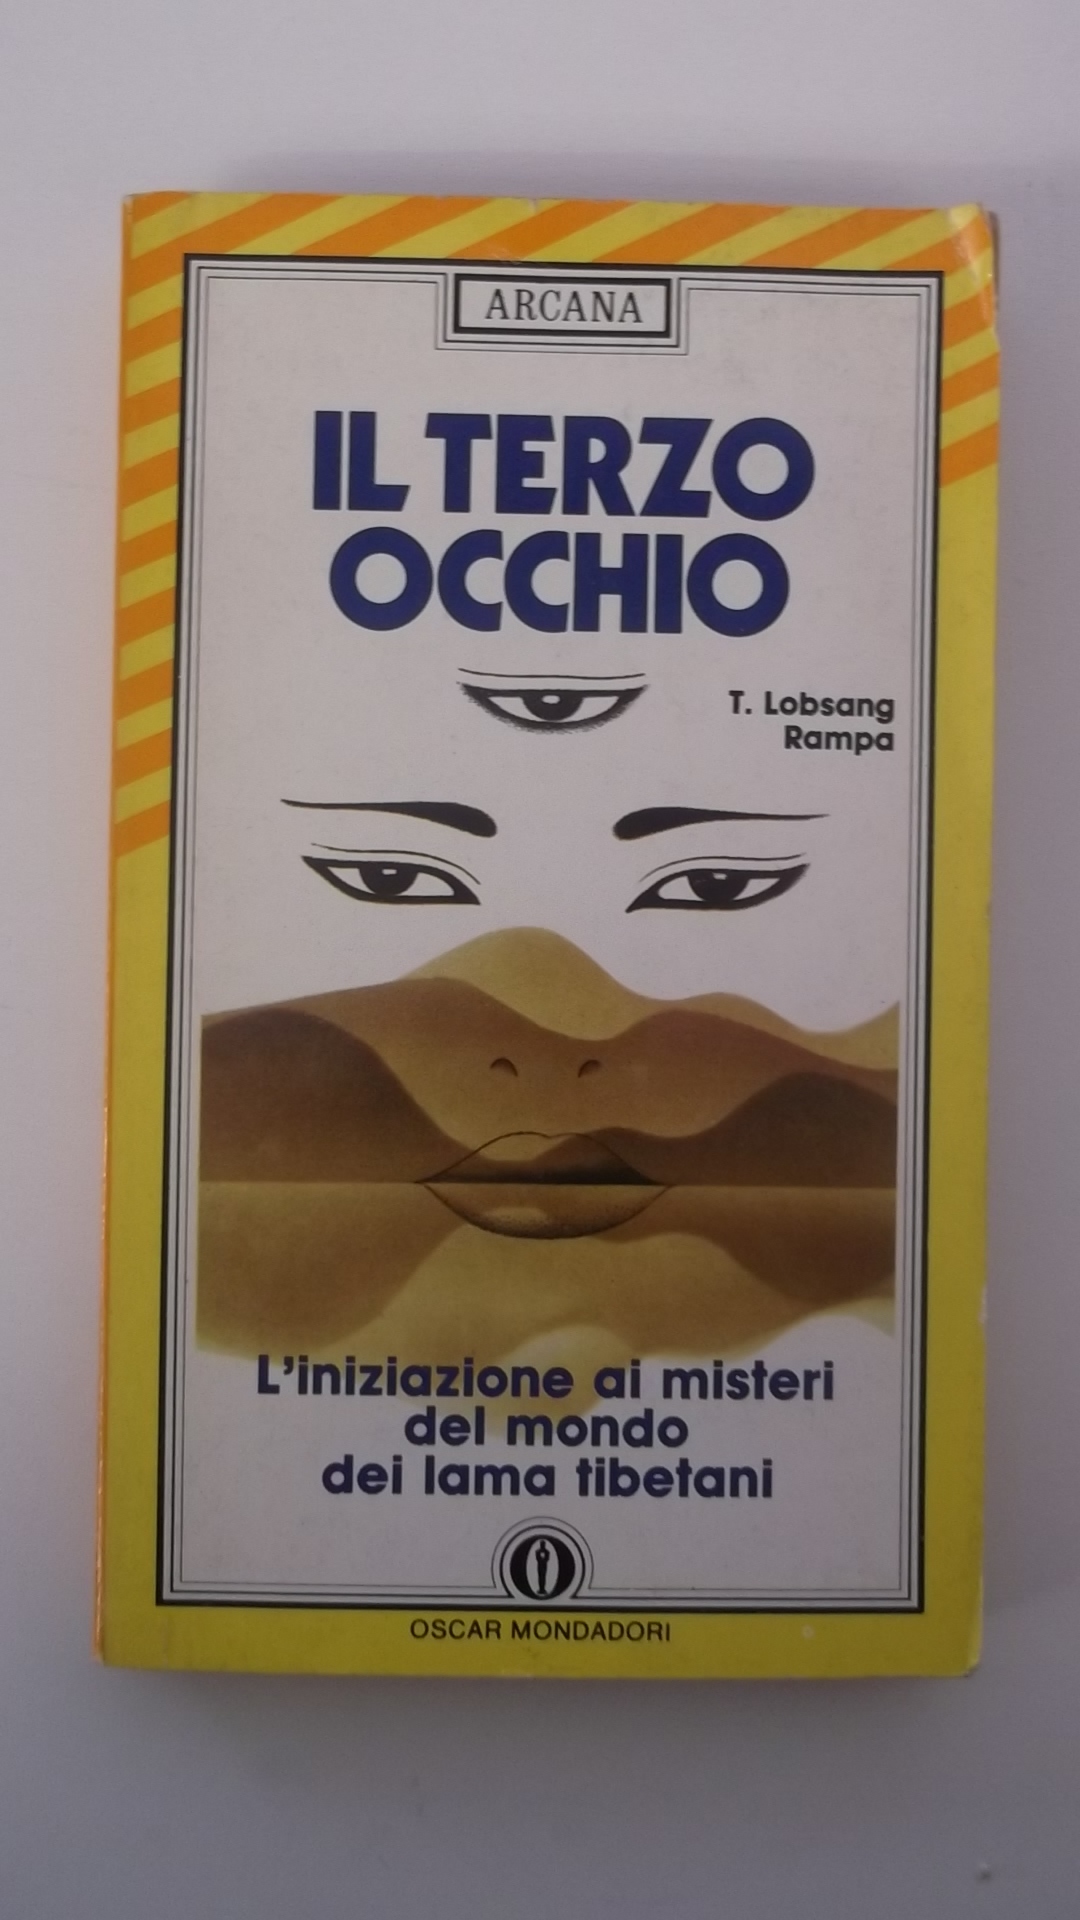 ARCANA
IL TERZO
OCCHIO
T. Lobsang
Rampa
L'iniziazione ai misteri
del mondo
dei lama tibetani
OSCAR MONDADORI